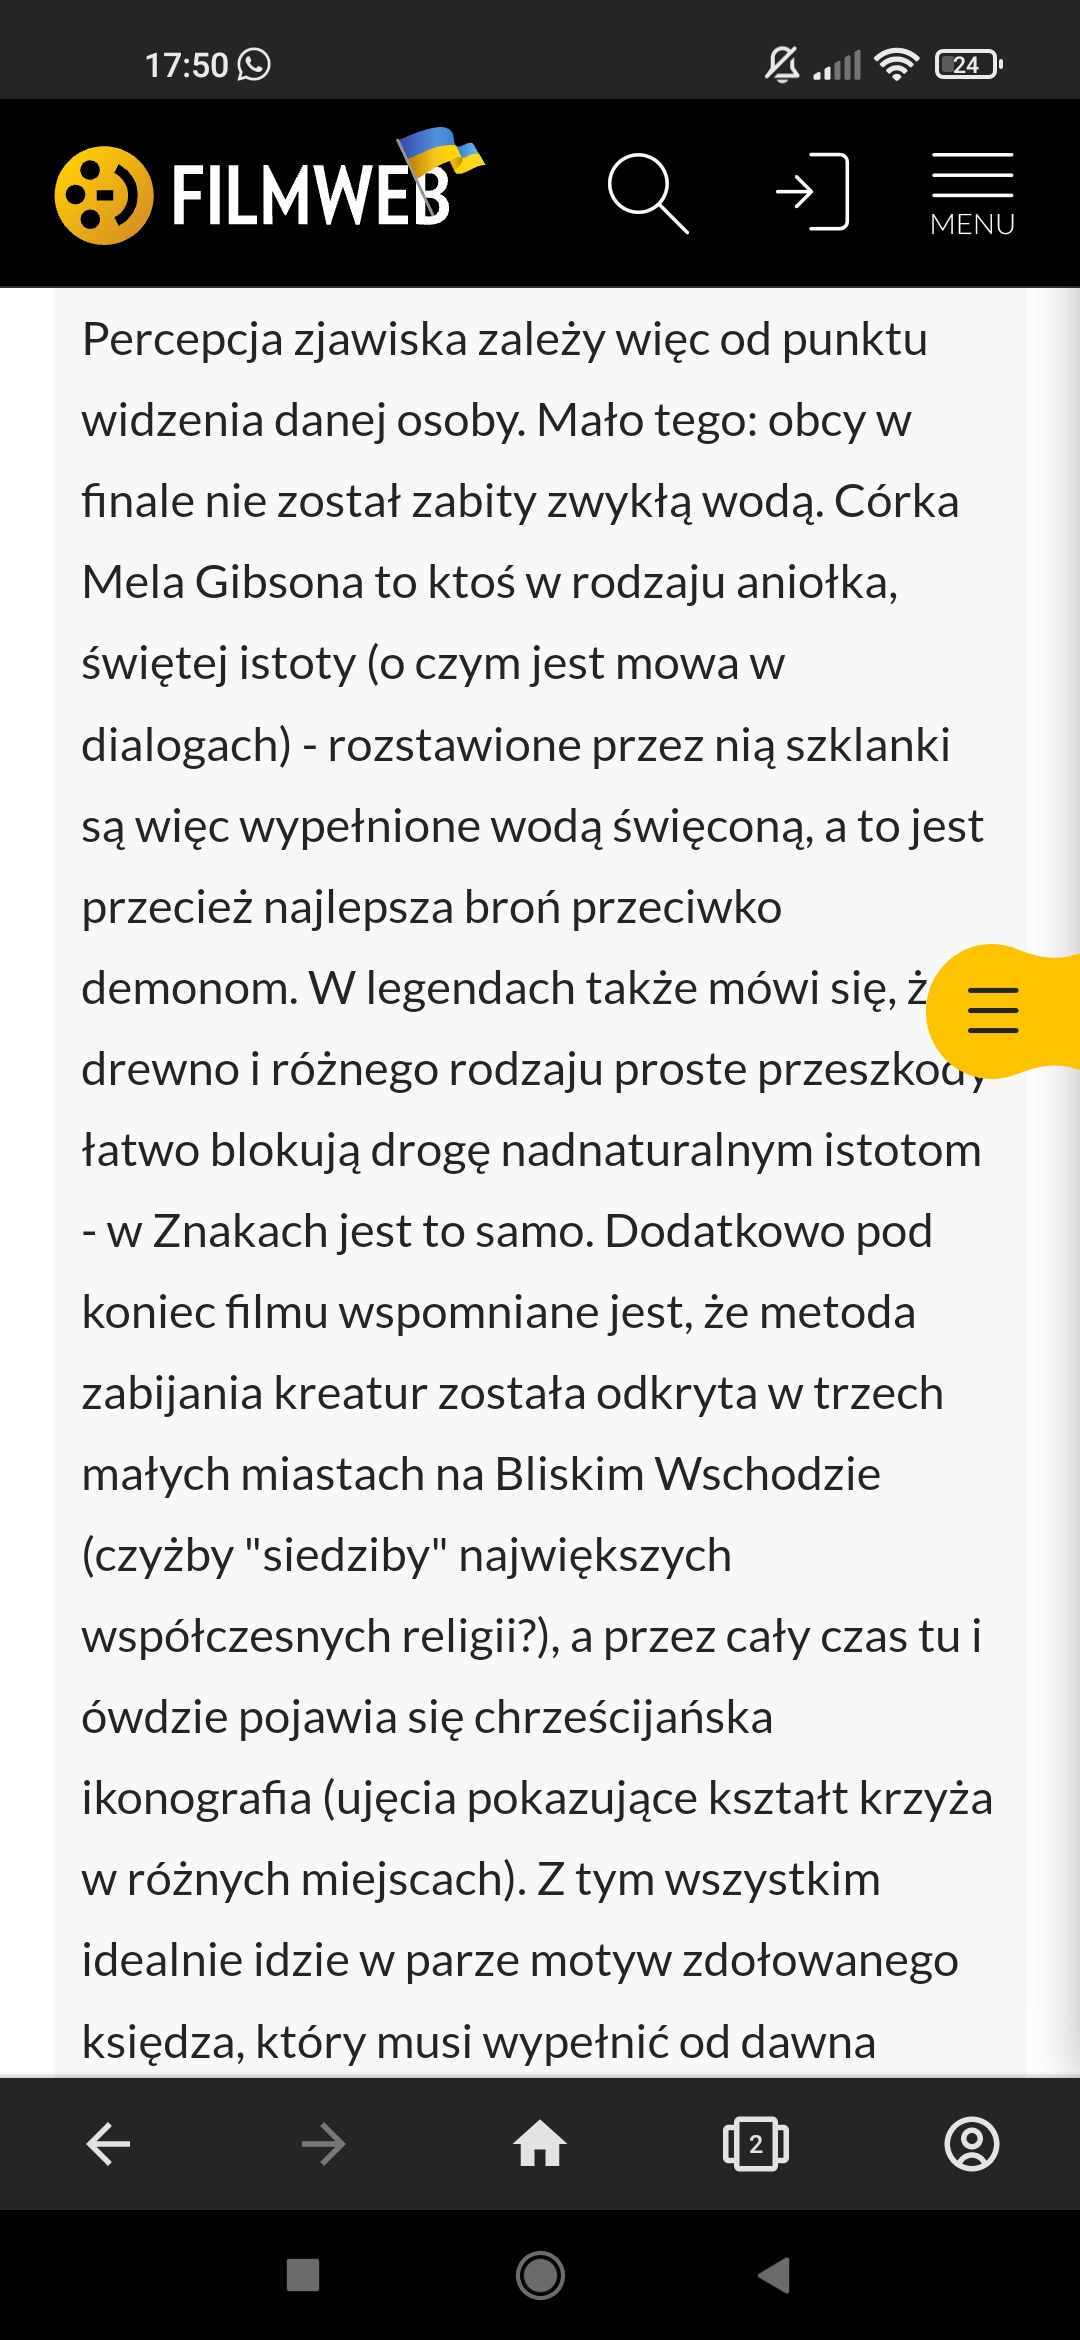 17:50
24
FILMWEB
MENU
Percepcja zjawiska zależy więc od punktu
widzenia danej osoby. Mało tego: obcy w
finale nie został zabity zwykłą wodą. Córka
Mela Gibsona to ktoś w rodzaju aniołka,
świętej istoty (o czym jest mowa w
dialogach) - rozstawione przez nią szklanki
są więc wypełnione wodą święconą, a to jest
przecież najlepsza broń przeciwko
demonom. W legendach także mówi się, ż
drewno i różnego rodzaju proste przeszkody
łatwo blokują drogę nadnaturalnym istotom
- w Znakach jest to samo. Dodatkowo pod
koniec filmu wspomniane jest, że metoda
zabijania kreatur została odkryta w trzech
małych miastach na Bliskim Wschodzie
(czyżby "siedziby" największych
współczesnych religii?), a przez cały czas tu i
ówdzie pojawia się chrześcijańska
ikonografia (ujęcia pokazujące kształt krzyża
w różnych miejscach). Z tym wszystkim
idealnie idzie w parze motyw zdołowanego
księdza, który musi wypełnić od dawna
2